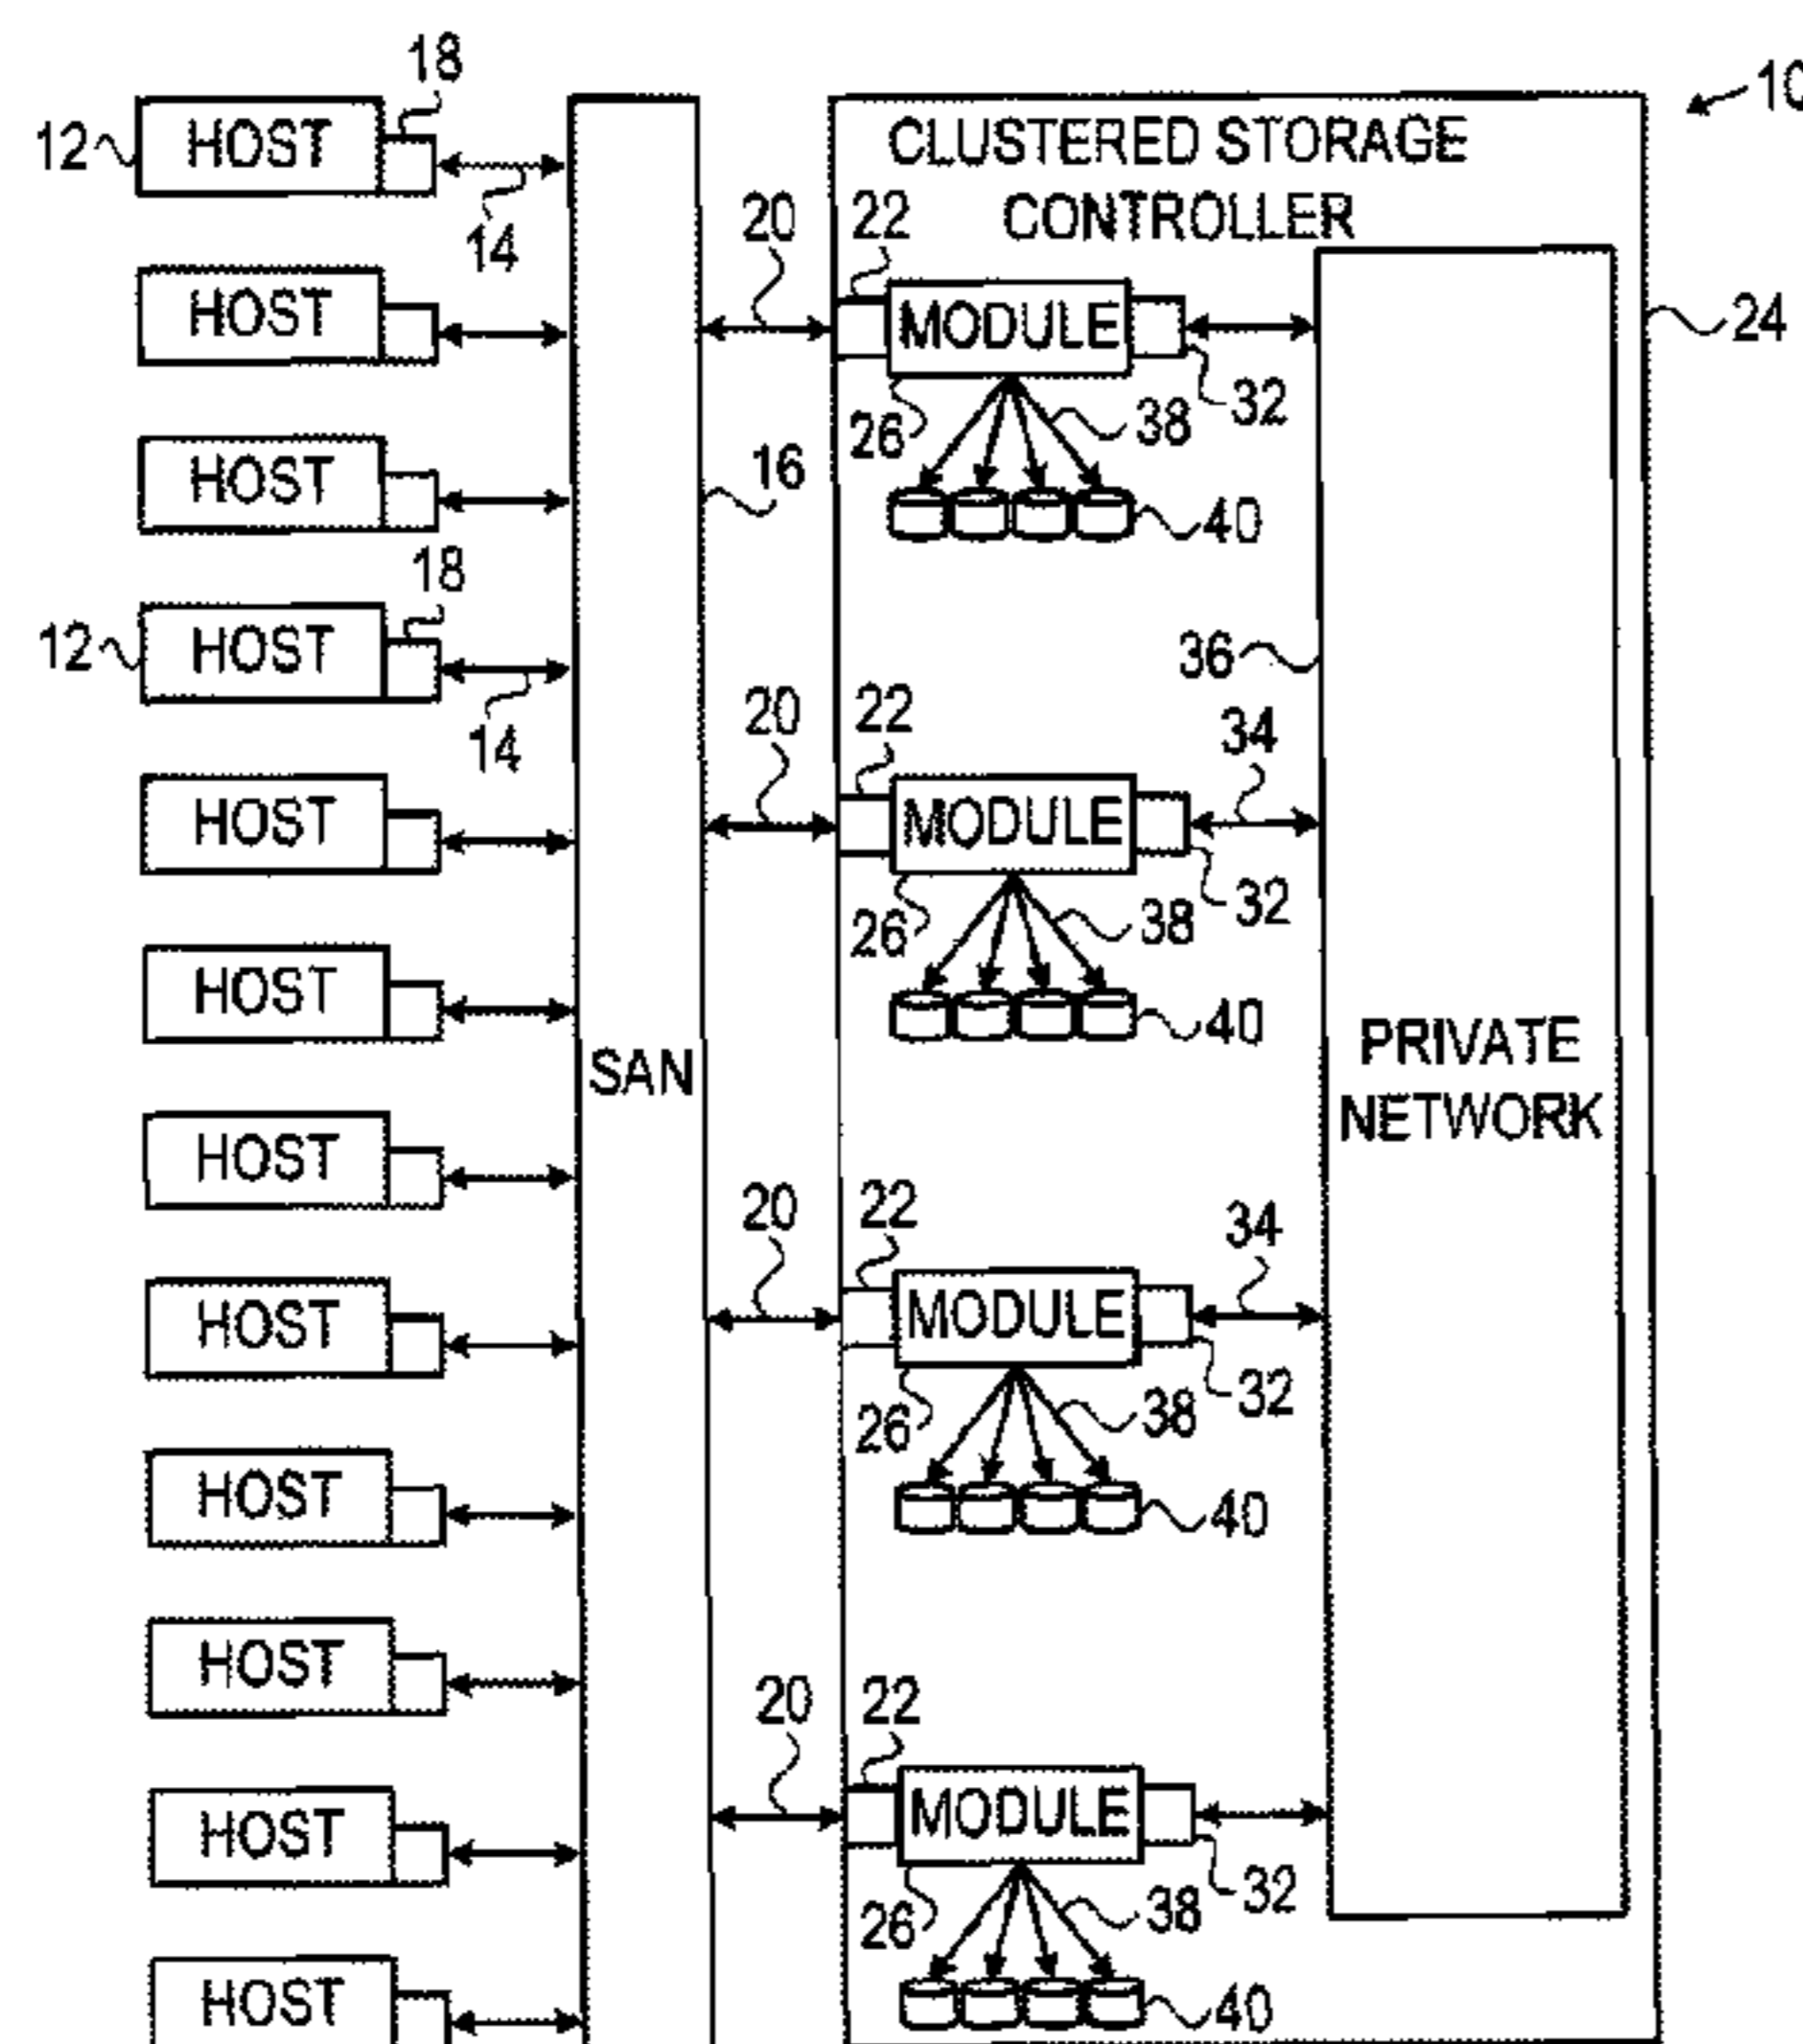 18
10
12 HOST
CLUSTERED STORAGE
CONTROLLER
14
20
22
HOST
MODULE
24
32
26
38
HOST
16
40
18
12 HOST
36
14
20
22
34
HOST
MODULE
32
26
38
HOST
40
SAN
PRIVATE
NETWORK
HOST
20
22
34
HOST
MODULE
32
26
38
HOST
40
HOST
20
22
HOST
MODULE
32
26
38
HOST
40